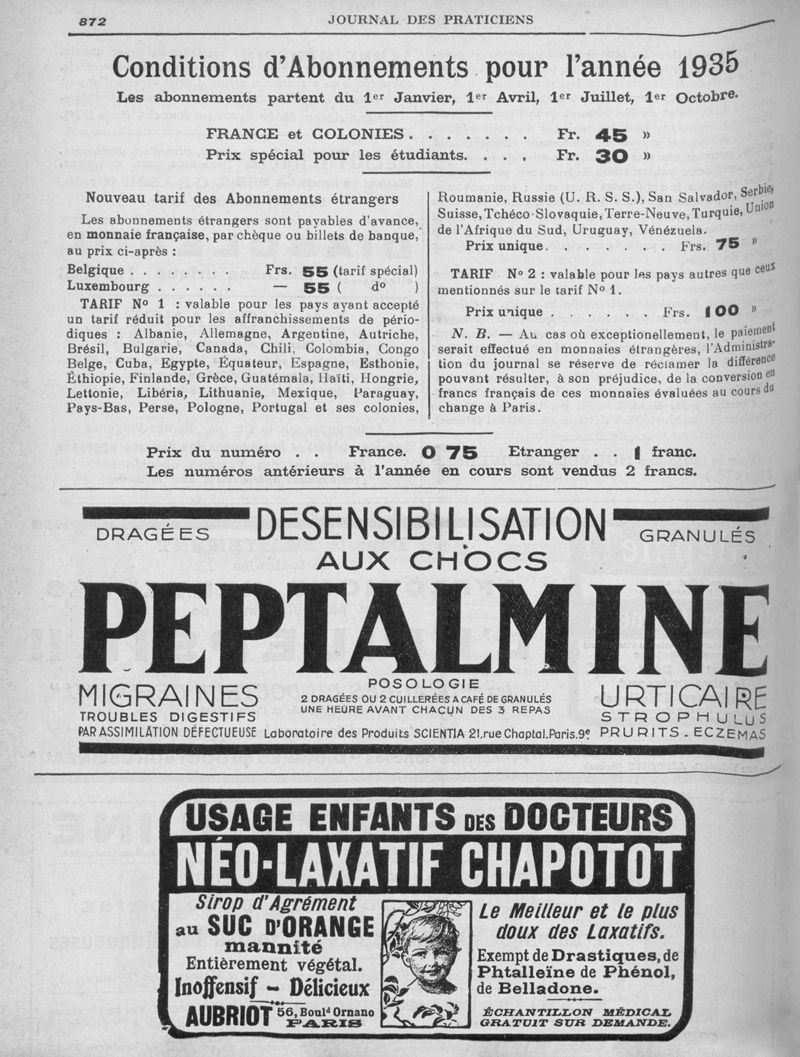 872
JOURNAL DES PRATICIENS
Conditions d'Abonnements pour l'année 1935
Les abonnements partent du 1er Janvier, 1er Avril, 1er Juillet, 1er Octobre.
FRANCE et COLONIES. . . . . . . Fr. 45 »
Prix spécial pour les étudiants. . . . Fr. 30 »
Nouveau tarif des Abonnements étrangers
Les abonnements étrangers sont payables d'avance,
en monnaie française, par chèque ou billets de banque,
au prix ci-après :
Belgique . . . . . . . . Frs. 55 (tarif spécial)
Luxembourg . . . . . . — 55 ( do )
TARIF No 1 : valable pour les pays ayant accepté
un tarif réduit pour les affranchissements de pério-
diques : Albanie, Allemagne, Argentine, Autriche,
Brésil, Bulgarie, Canada, Chili, Colombia, Congo
Belge, Cuba, Egypte, Equateur, Espagne, Esthonie,
Éthiopie, Finlande, Grèce, Guatémala, Haïti, Hongrie,
Lettonie, Libéria, Lithuanie, Mexique, Paraguay,
Pays-Bas, Perse, Pologne, Portugal et ses colonies,
Roumanie, Russie (U. R. S. S.), San Salvador, Serbie,
Suisse, Tchéco-Slovaquie, Terre-Neuve, Turquie, Union
de l'Afrique du Sud, Uruguay, Vénézuela.
Prix unique. . . . . . . Frs. 75 »
TARIF No 2 : valable pour les pays autres que ceux
mentionnés sur le tarif No 1.
Prix unique . . . . . . Frs. 100 »
N. B. — Au cas où exceptionellement, le paiement
serait effectué en monnaies étrangères, l'Administra-
tion du journal se réserve de réclamer la différence
pouvant résulter, à son préjudice, de la conversion en
francs français de ces monnaies évaluées au cours du
change à Paris.
Prix du numéro . . France. 0 75 Etranger . . 1 franc.
Les numéros antérieurs à l'année en cours sont vendus 2 francs.
DRAGÉES
DESENSIBILISATION
GRANULÉS
AUX CHOCS
PEPTALMINE
MIGRAINES
TROUBLES DIGESTIFS
PAR ASSIMILATION DÉFECTUEUSE
POSOLOGIE
2 DRAGÉES OU 2 CUILLERÉES A CAFÉ DE GRANULÉS
UNE HEURE AVANT CHACUN DES 3 REPAS
Laboratoire des Produits SCIENTIA 21, rue Chaptal. Paris. 9e
URTICAIRE
STROPHULUS
PRURITS - ECZEMAS
USAGE ENFANTS DES DOCTEURS
NÉO-LAXATIF CHAPOTOT
Sirop d'Agrément
au SUC D'ORANGE
mannité
Entièrement végétal.
Inoffensif - Délicieux
AUBRIOT 56, Bould Ornano
PARIS
Le Meilleur et le plus
doux des Laxatifs.
Exempt de Drastiques, de
Phtalleïne de Phénol,
de Belladone.
ÉCHANTILLON MÉDICAL
GRATUIT SUR DEMANDE.